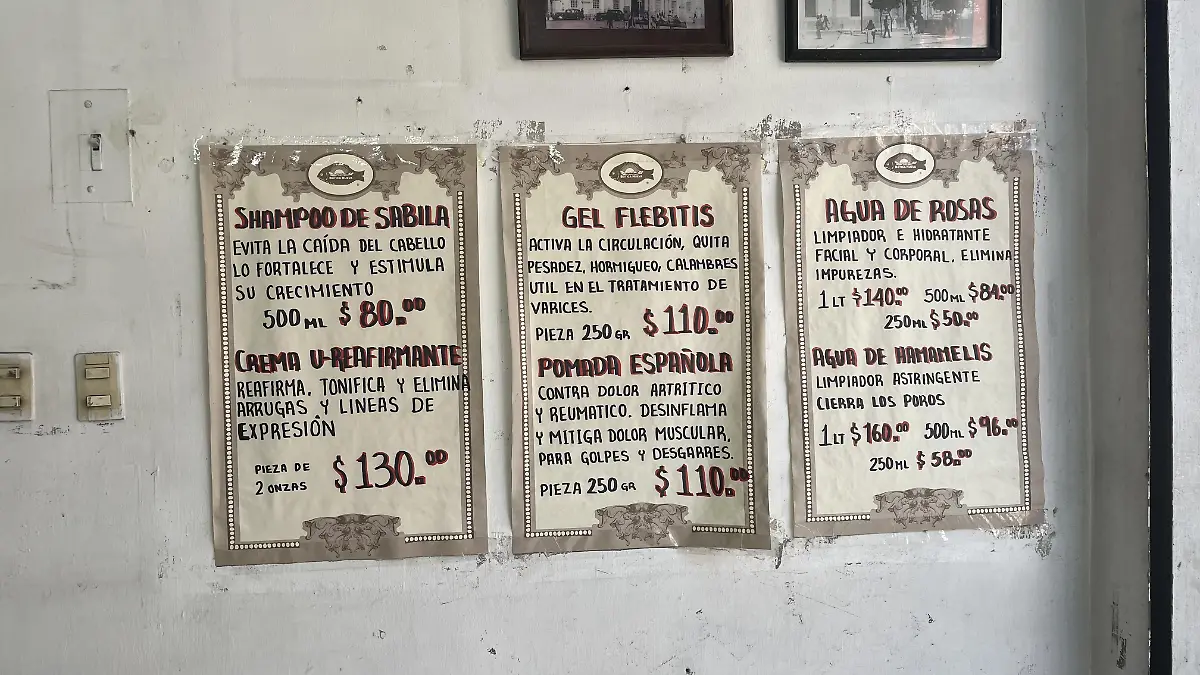 SHAMPOO DE SABILA
EVITA LA CAÍDA DEL CABELLO
LO FORTALECE Y ESTIMULA
SU CRECIMIENTO
500 ML $ 80.00
CREMA U-REAFIRMANTE
REAFIRMA, TONIFICA Y ELIMINA
ARRUGAS Y LINEAS DE
EXPRESIÓN
PIEZA DE
2 ONZAS $ 130.00
GEL FLEBITIS
ACTIVA LA CIRCULACIÓN, QUITA
PESADEZ, HORMIGUEO, CALAMBRES
UTIL EN EL TRATAMIENTO DE
VARICES.
PIEZA 250 GR $ 110.00
POMADA ESPAÑOLA
CONTRA DOLOR ARTRÍTICO
Y REUMATICO. DESINFLAMA
Y MITIGA DOLOR MUSCULAR,
PARA GOLPES Y DESGARRES.
PIEZA 250 GR $ 110.00
AGUA DE ROSAS
LIMPIADOR E HIDRATANTE
FACIAL Y CORPORAL, ELIMINA
IMPUREZAS.
1 LT $140.00 500 ML $84.00
250 ML $50.00
AGUA DE HAMAMELIS
LIMPIADOR ASTRINGENTE
CIERRA LOS POROS
1 LT $160.00 500 ML $96.00
250 ML $ 58.00